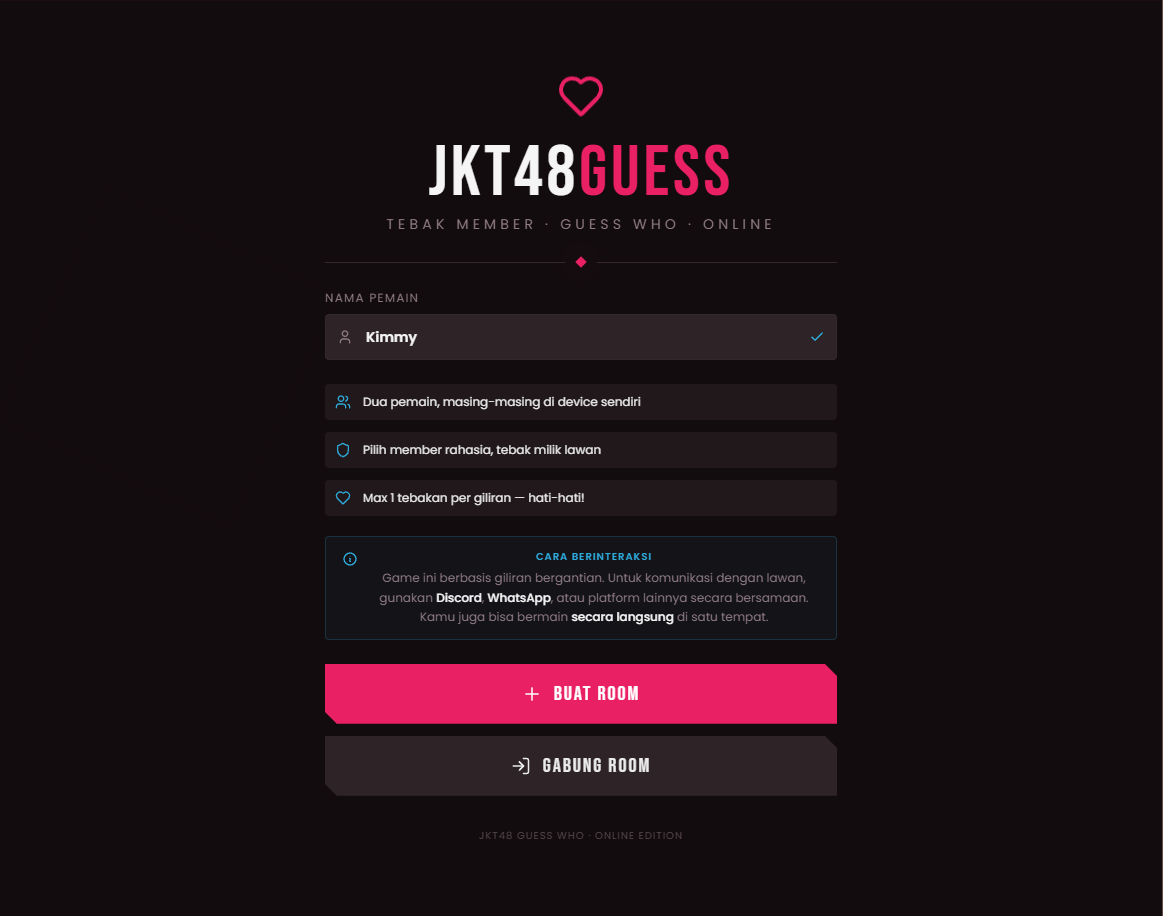 JKT48GUESS
TEBAK MEMBER · GUESS WHO · ONLINE
NAMA PEMAIN
Kimmy
Dua pemain, masing-masing di device sendiri
Pilih member rahasia, tebak milik lawan
Max 1 tebakan per giliran — hati-hati!
CARA BERINTERAKSI
Game ini berbasis giliran bergantian. Untuk komunikasi dengan lawan,
gunakan Discord, WhatsApp, atau platform lainnya secara bersamaan.
Kamu juga bisa bermain secara langsung di satu tempat.
BUAT ROOM
GABUNG ROOM
JKT48 GUESS WHO · ONLINE EDITION